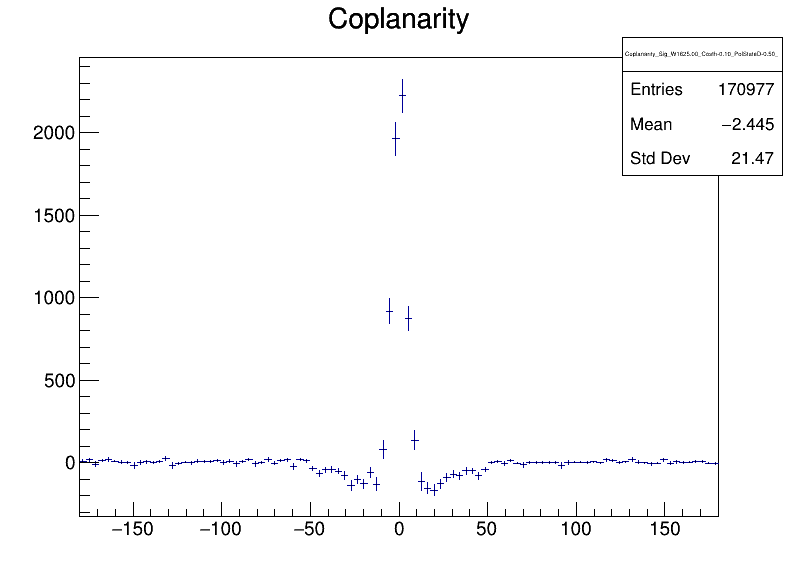 Coplanarity
Coplanarity_Sig_W1625.00_Costh-0.10_PolStateD-0.50_
Entries 170977
Mean −2.445
Std Dev 21.47
2000
1500
1000
500
0
−150 −100 −50 0 50 100 150